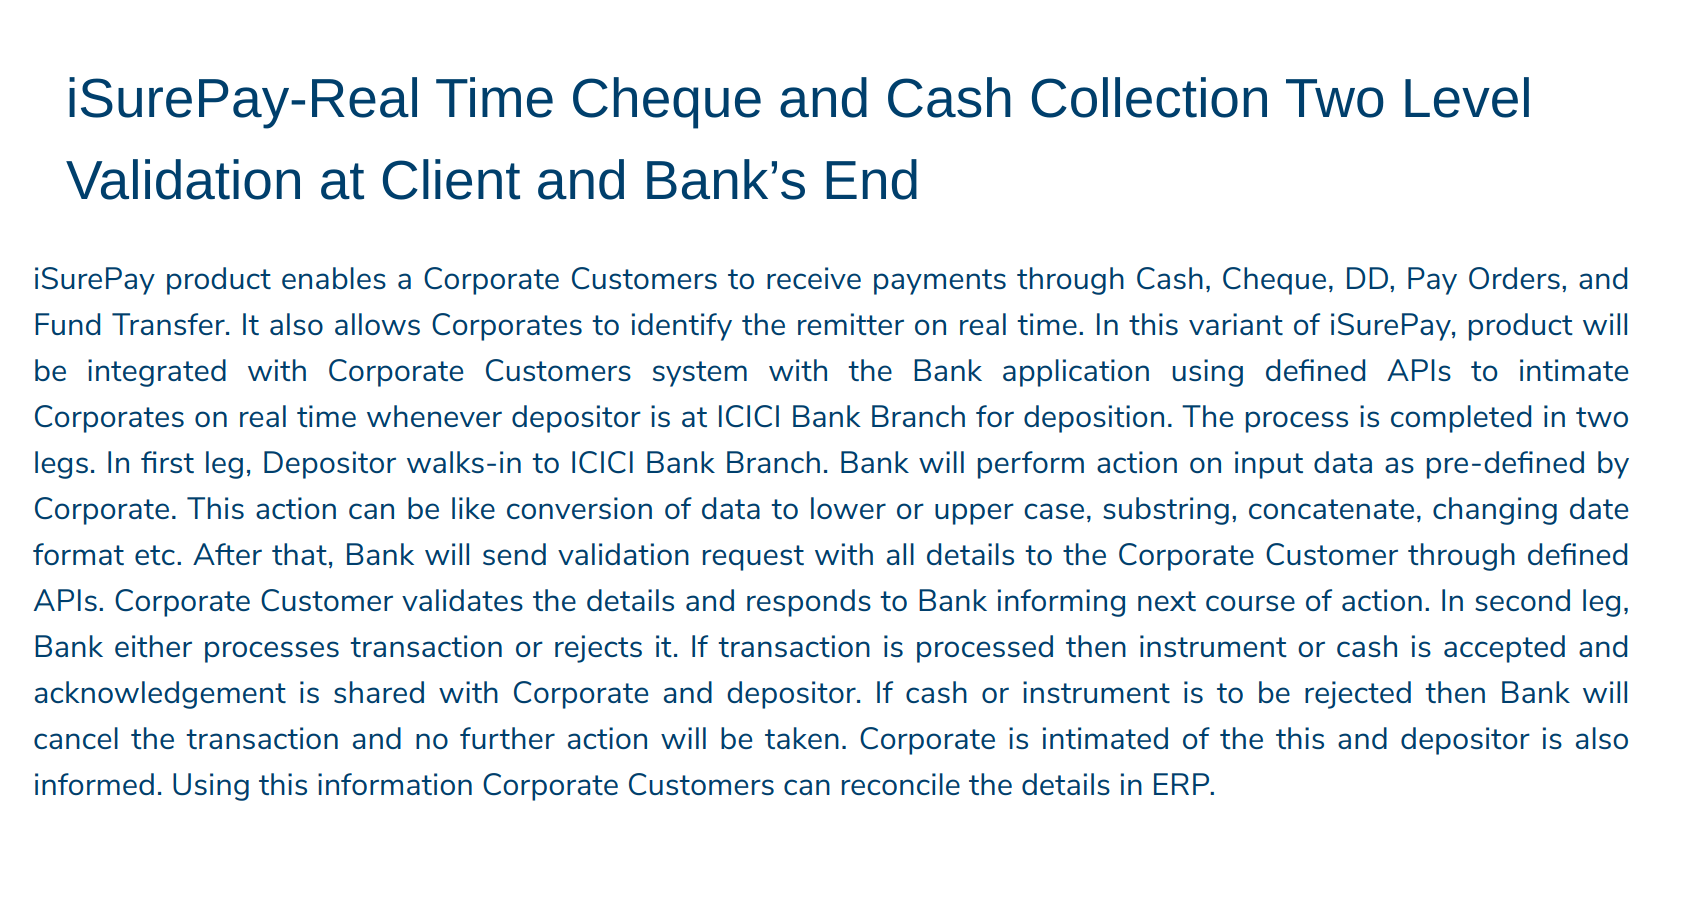 iSurePay-Real Time Cheque and Cash Collection Two Level
Validation at Client and Bank’s End
iSurePay product enables a Corporate Customers to receive payments through Cash, Cheque, DD, Pay Orders, and
Fund Transfer. It also allows Corporates to identify the remitter on real time. In this variant of iSurePay, product will
be integrated with Corporate Customers system with the Bank application using defined APIs to intimate
Corporates on real time whenever depositor is at ICICI Bank Branch for deposition. The process is completed in two
legs. In first leg, Depositor walks-in to ICICI Bank Branch. Bank will perform action on input data as pre-defined by
Corporate. This action can be like conversion of data to lower or upper case, substring, concatenate, changing date
format etc. After that, Bank will send validation request with all details to the Corporate Customer through defined
APIs. Corporate Customer validates the details and responds to Bank informing next course of action. In second leg,
Bank either processes transaction or rejects it. If transaction is processed then instrument or cash is accepted and
acknowledgement is shared with Corporate and depositor. If cash or instrument is to be rejected then Bank will
cancel the transaction and no further action will be taken. Corporate is intimated of the this and depositor is also
informed. Using this information Corporate Customers can reconcile the details in ERP.